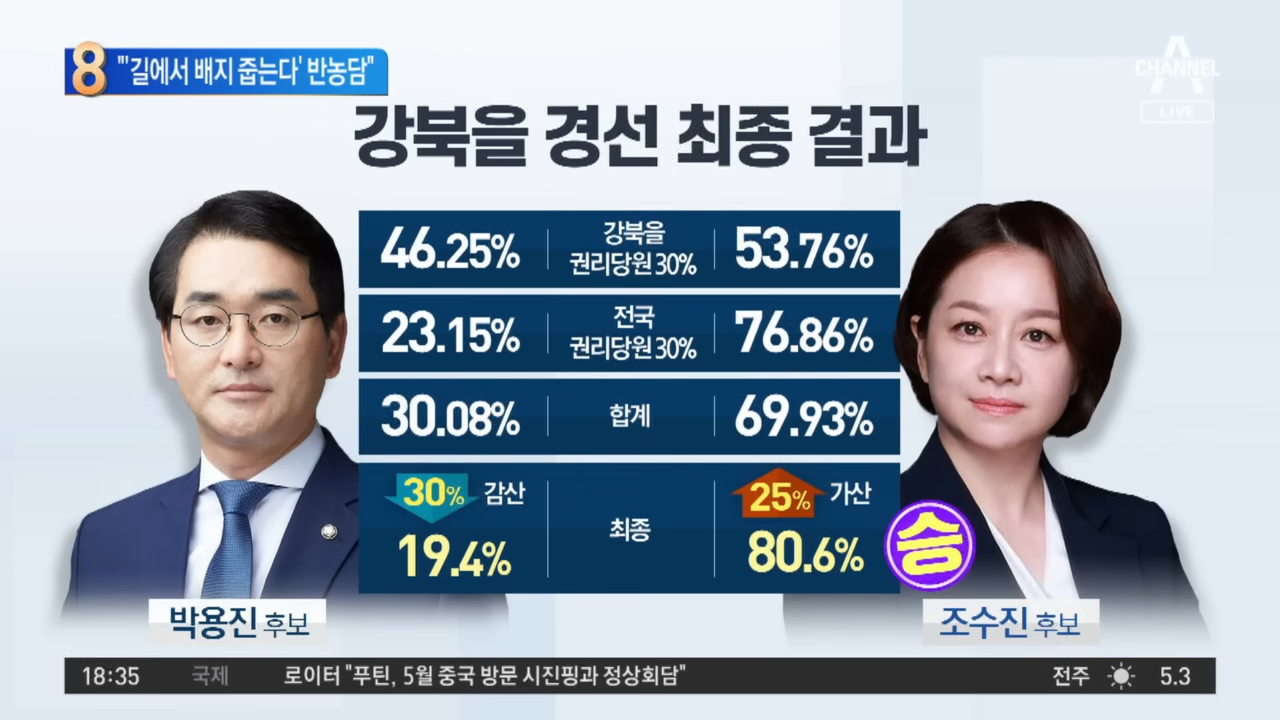 8 "'길에서 배지 줍는다' 반농담"
CHANNEL A
LIVE
강북을 경선 최종 결과
46.25% 강북을 권리당원 30% 53.76%
23.15% 전국 권리당원 30% 76.86%
30.08% 합계 69.93%
30% 감산 25% 가산
최종
19.4% 80.6%
승
박용진 후보
조수진 후보
18:35 국제 로이터 "푸틴, 5월 중국 방문 시진핑과 정상회담" 전주 5.3